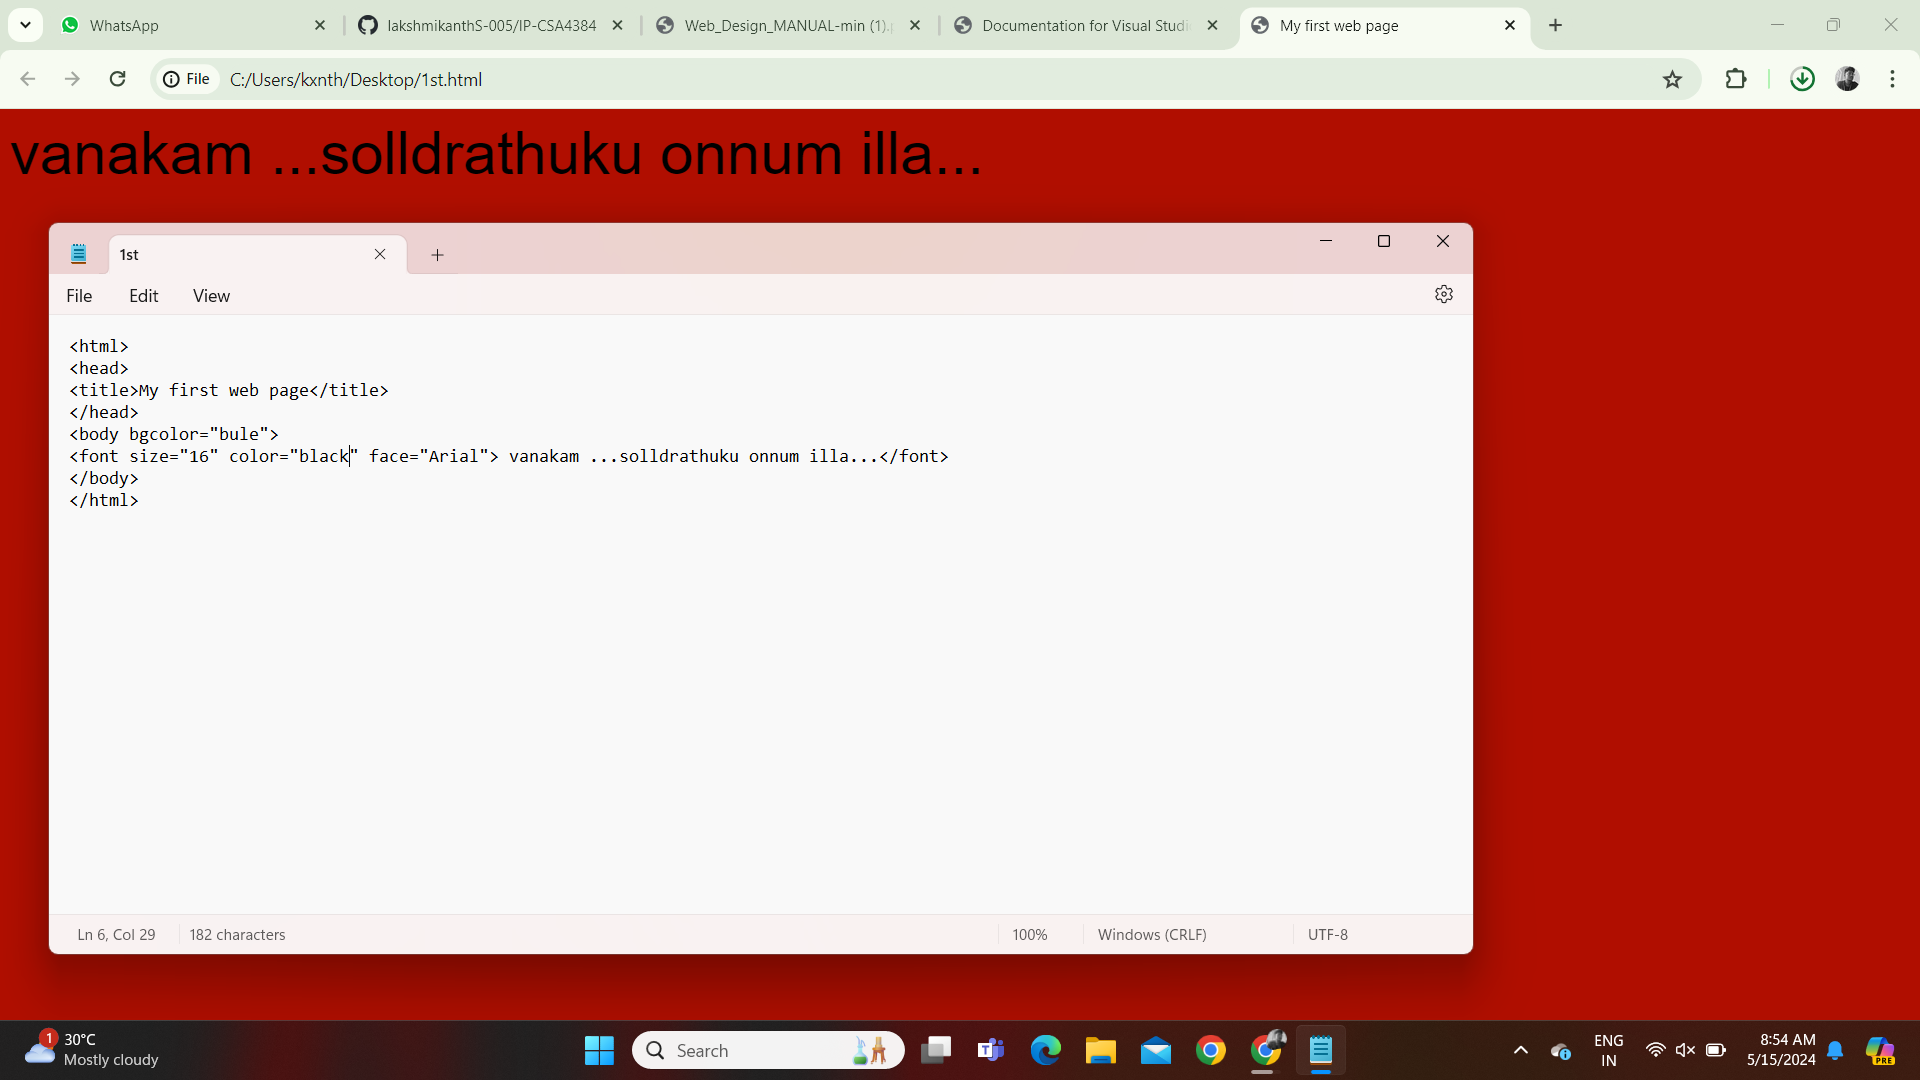 WhatsApp
lakshmikanthS-005/IP-CSA4384
Web_Design_MANUAL-min (1).
Documentation for Visual Studi
My first web page
File
C:/Users/kxnth/Desktop/1st.html
vanakam ...solldrathuku onnum illa...
1st
File Edit View
<html>
<head>
<title>My first web page</title>
</head>
<body bgcolor="bule">
<font size="16" color="black" face="Arial"> vanakam ...solldrathuku onnum illa...</font>
</body>
</html>
Ln 6, Col 29
182 characters
100%
Windows (CRLF)
UTF-8
1
30°C
Mostly cloudy
Search
ENG
IN
8:54 AM
5/15/2024
PRE